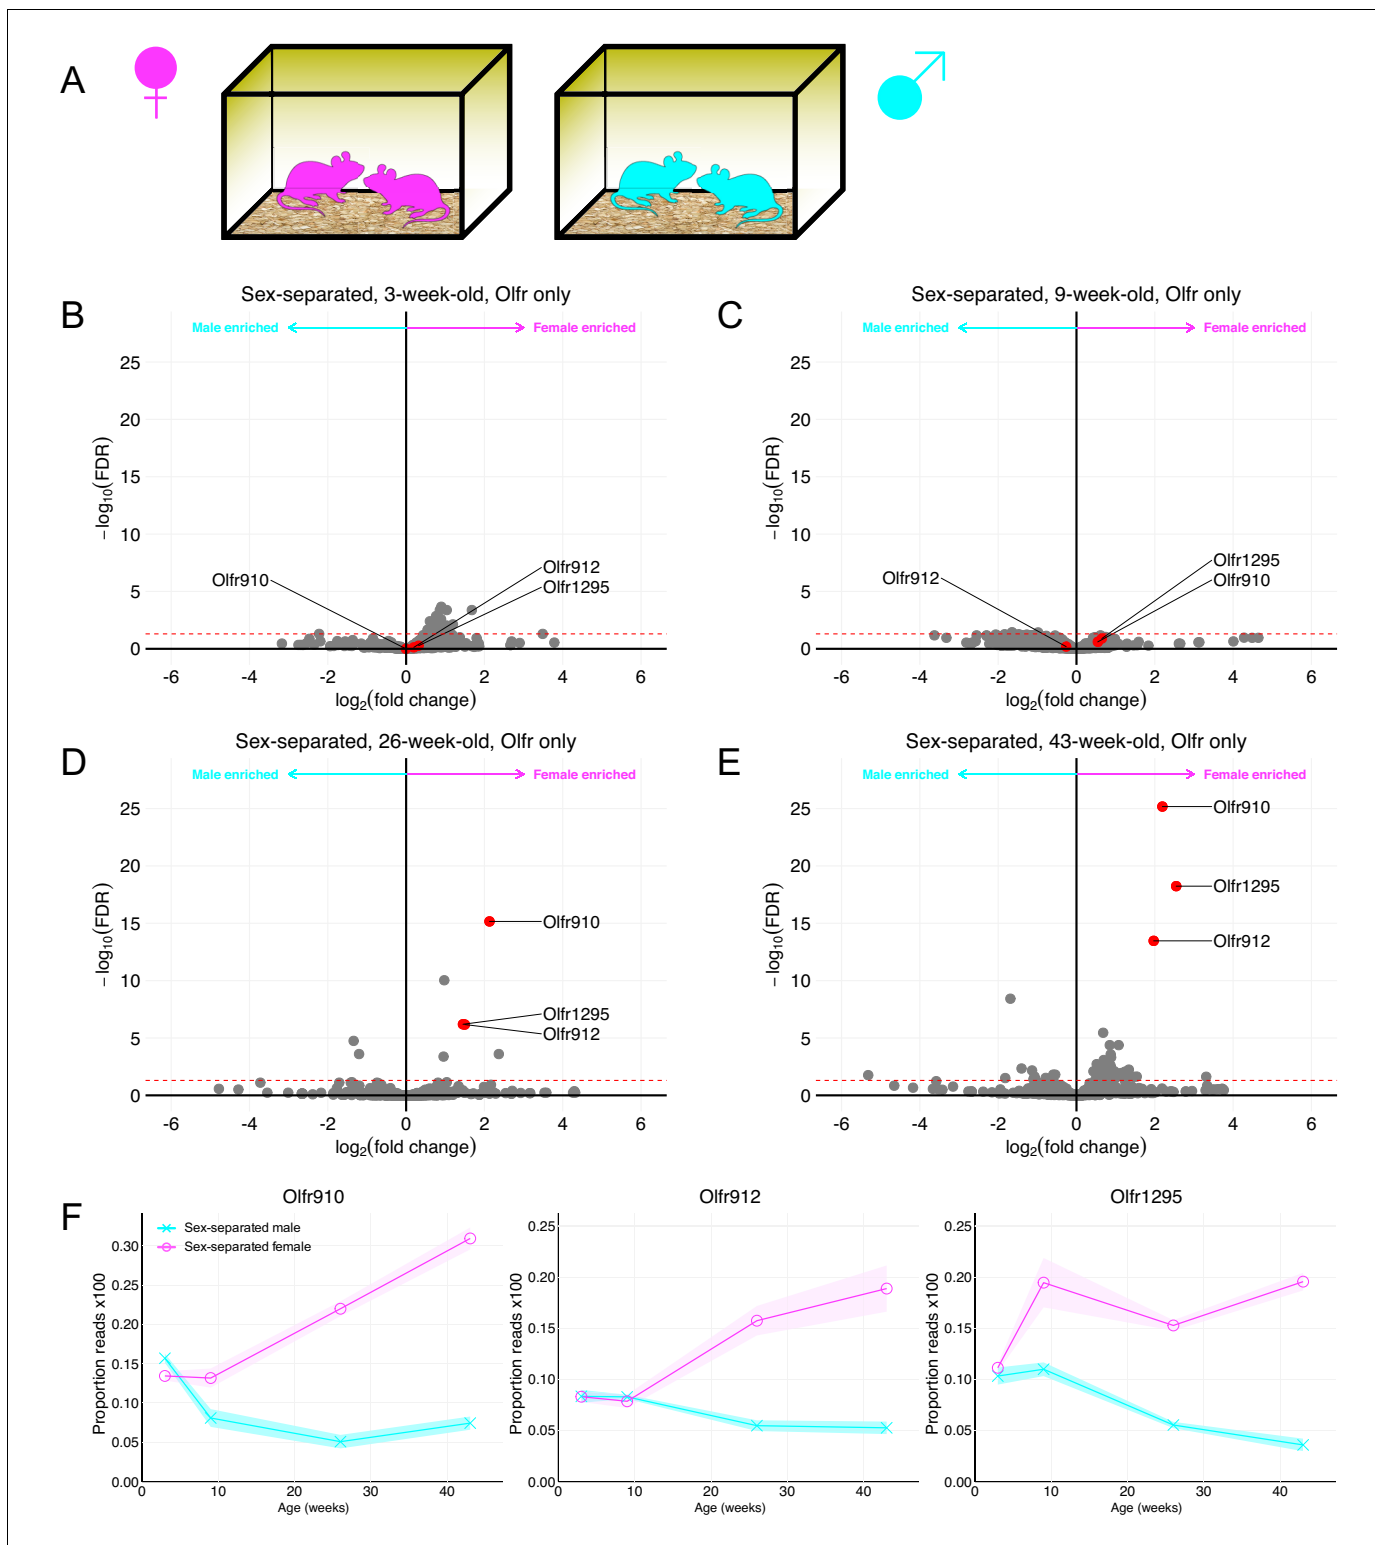 A
B
Sex-separated, 3-week-old, Olfr only
Male enriched
Female enriched
25
20
15
10
5
0
−log10(FDR)
Olfr910
Olfr912
Olfr1295
-6 -4 -2 0 2 4 6
log2(fold change)
C
Sex-separated, 9-week-old, Olfr only
Male enriched
Female enriched
25
20
15
10
5
0
−log10(FDR)
Olfr912
Olfr1295
Olfr910
-6 -4 -2 0 2 4 6
log2(fold change)
D
Sex-separated, 26-week-old, Olfr only
Male enriched
Female enriched
25
20
15
10
5
0
−log10(FDR)
Olfr910
Olfr1295
Olfr912
-6 -4 -2 0 2 4 6
log2(fold change)
E
Sex-separated, 43-week-old, Olfr only
Male enriched
Female enriched
25
20
15
10
5
0
−log10(FDR)
Olfr910
Olfr1295
Olfr912
-6 -4 -2 0 2 4 6
log2(fold change)
F
Olfr910
Sex-separated male
Sex-separated female
0.30
0.25
0.20
0.15
0.10
0.05
0.00
Proportion reads x100
0 10 20 30 40
Age (weeks)
Olfr912
0.25
0.20
0.15
0.10
0.05
0.00
Proportion reads x100
0 10 20 30 40
Age (weeks)
Olfr1295
0.25
0.20
0.15
0.10
0.05
0.00
Proportion reads x100
0 10 20 30 40
Age (weeks)